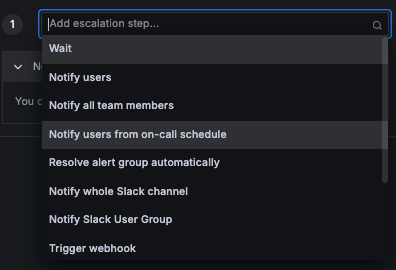 1
Add escalation step...
Wait
Notify users
Notify all team members
Notify users from on-call schedule
Resolve alert group automatically
Notify whole Slack channel
Notify Slack User Group
Trigger webhook